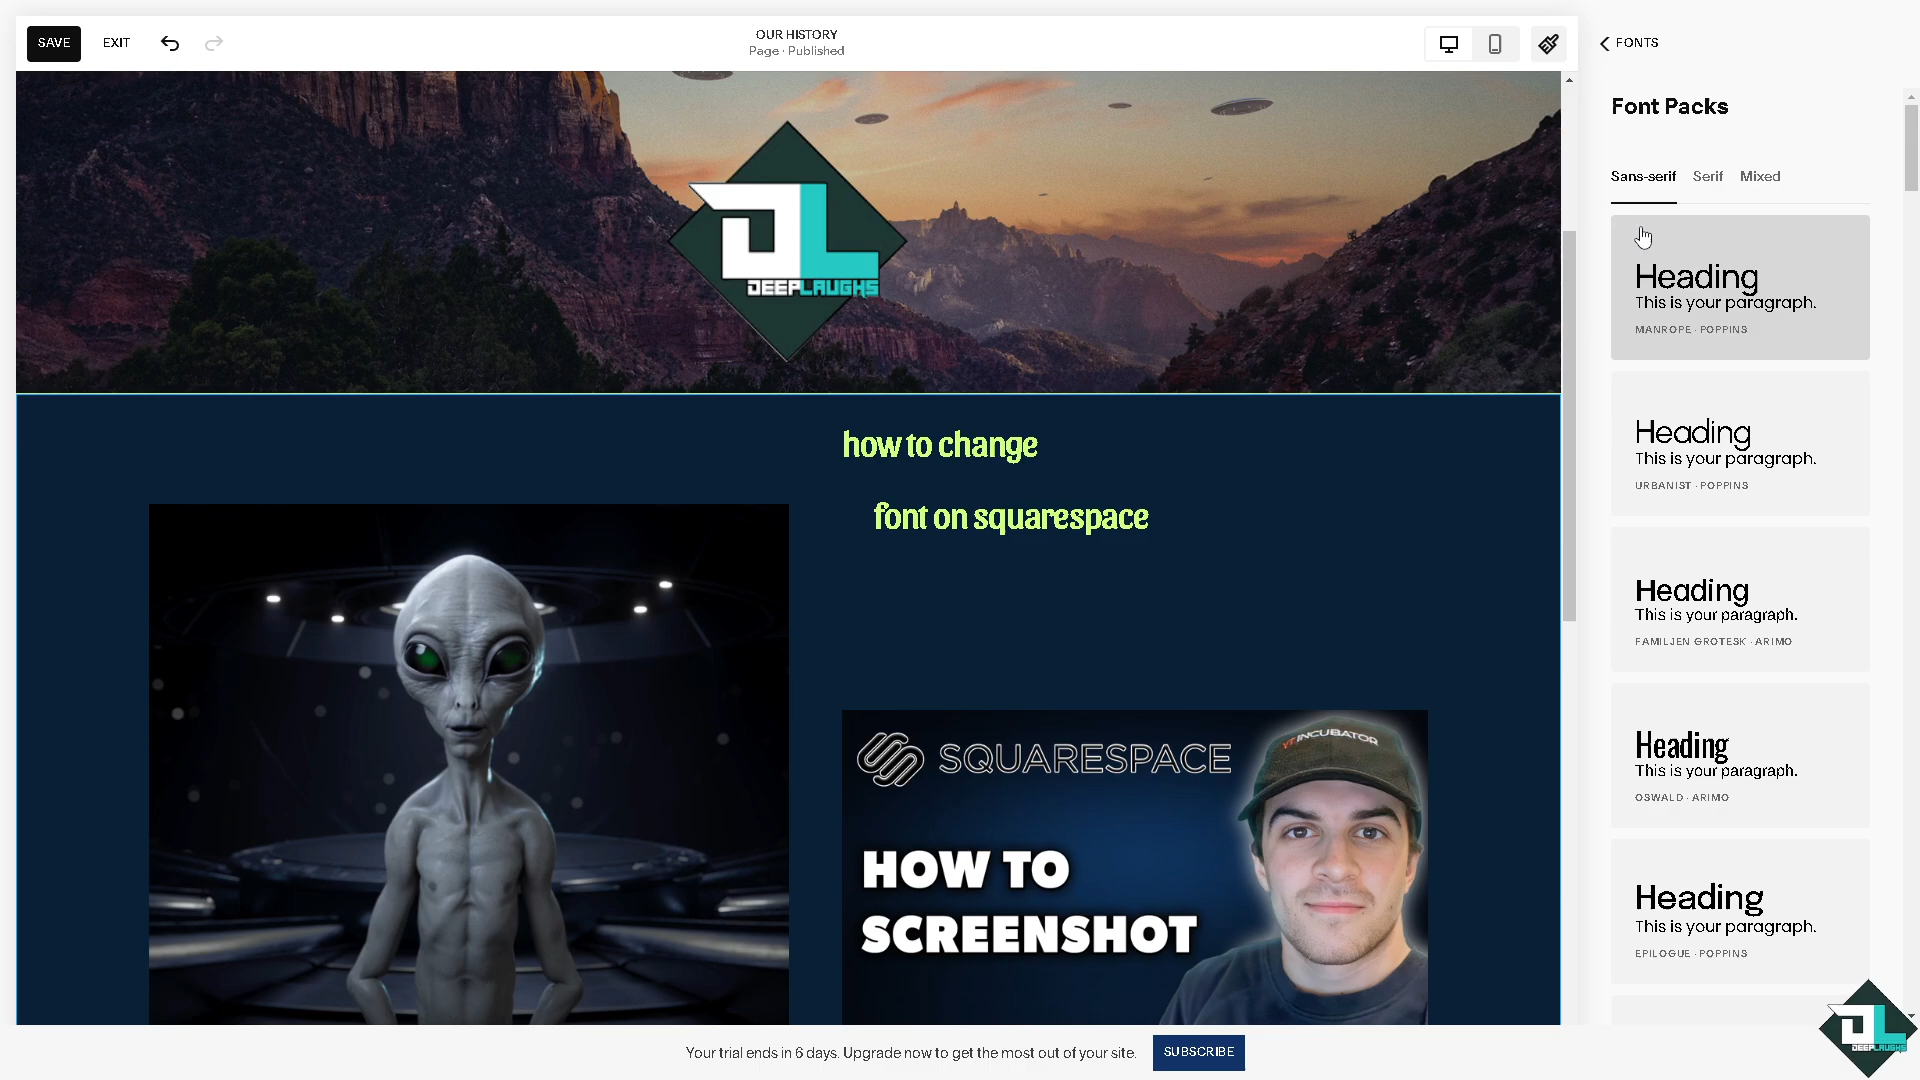 SAVE
EXIT
OUR HISTORY
Page · Published
FONTS
Font Packs
Sans-serif
Serif
Mixed
Heading
This is your paragraph.
MANROPE · POPPINS
Heading
This is your paragraph.
URBANIST · POPPINS
Heading
This is your paragraph.
FAMILJEN GROTESK · ARIMO
Heading
This is your paragraph.
OSWALD · ARIMO
Heading
This is your paragraph.
EPILOGUE · POPPINS
DL
DEEPLAUGHS
how to change
font on squarespace
SQUARESPACE
YT INCUBATOR
HOW TO
SCREENSHOT
Your trial ends in 6 days. Upgrade now to get the most out of your site.
SUBSCRIBE
DL
DEEPLAUGHS